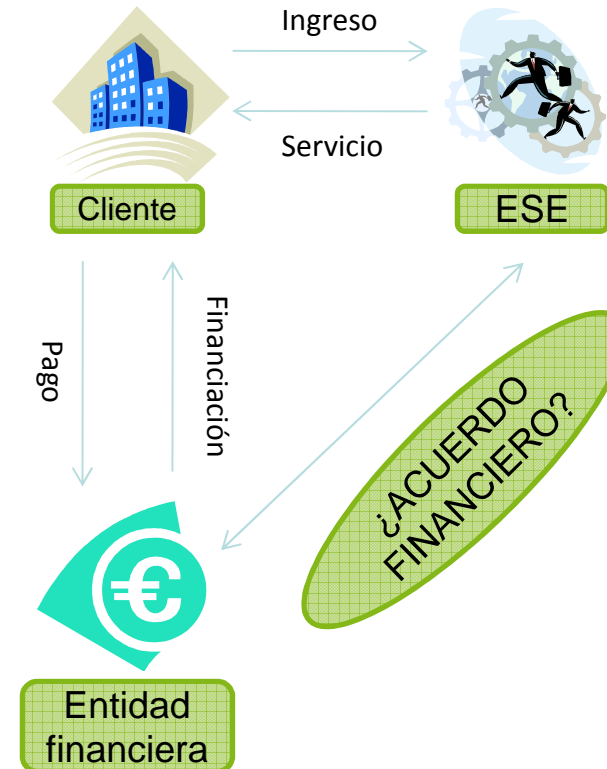 Ingreso
Servicio
Cliente
ESE
Pago
Financiación
¿ACUERDO
FINANCIERO?
€
Entidad
financiera